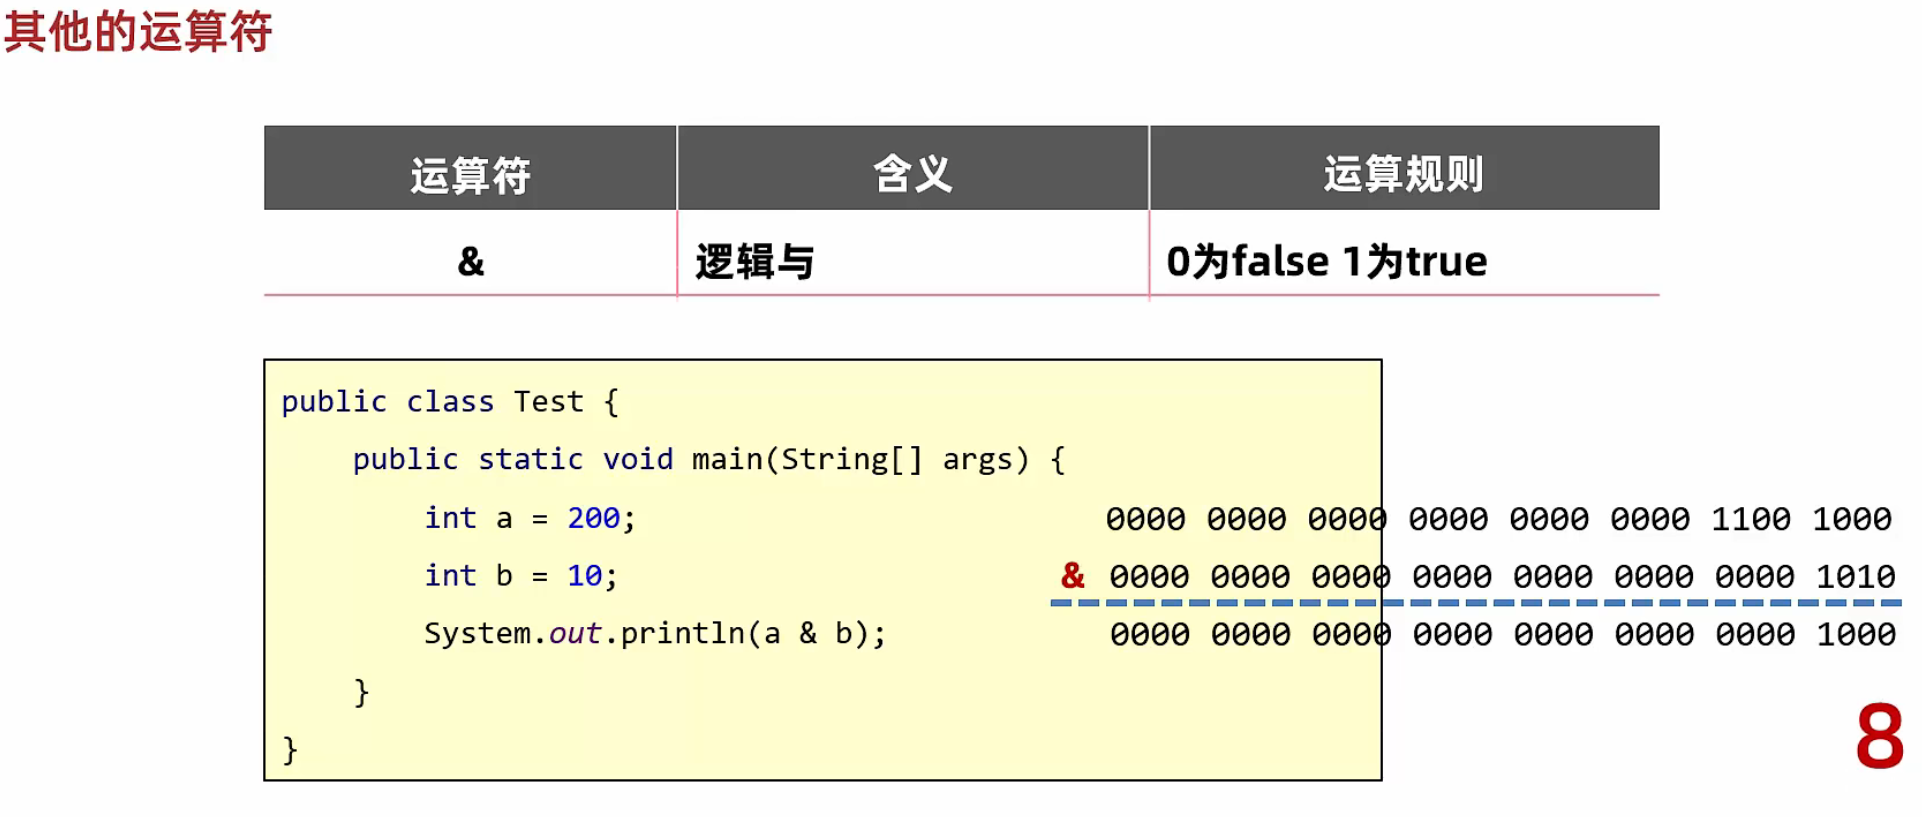 其他的运算符
运算符 含义 运算规则
& 逻辑与 0为false 1为true
public class Test {
public static void main(String[] args) {
int a = 200; 0000 0000 0000 0000 0000 0000 1100 1000
int b = 10; & 0000 0000 0000 0000 0000 0000 0000 1010
System.out.println(a & b); 0000 0000 0000 0000 0000 0000 0000 1000
}
}
8